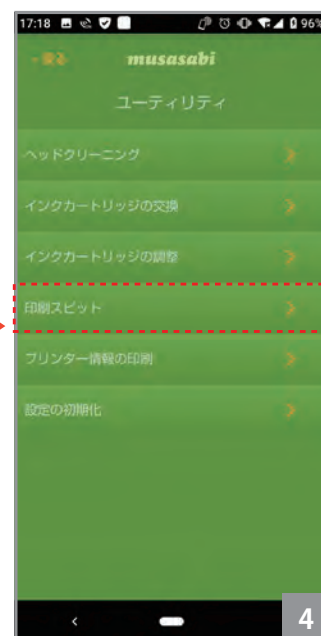 17:18 96%
＜戻る musasabi
ユーティリティ
ヘッドクリーニング
インクカートリッジの交換
インクカートリッジの調整
印刷スピット
プリンター情報の印刷
設定の初期化
4